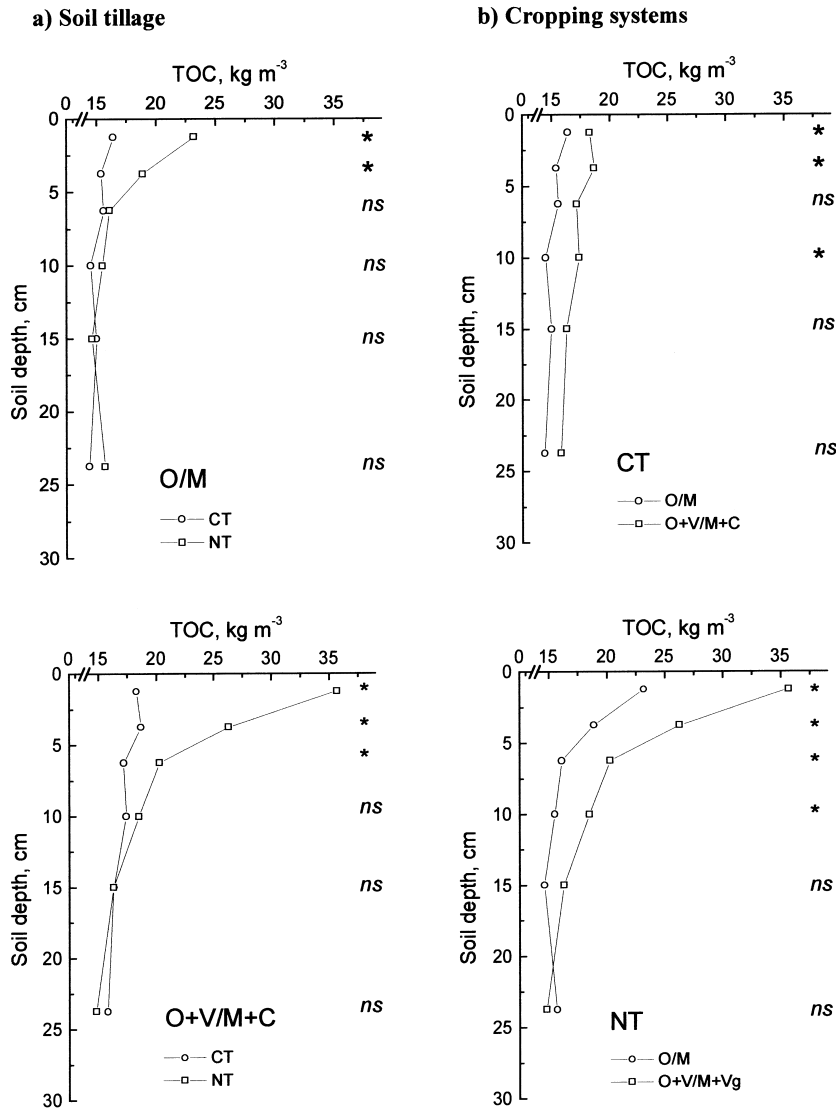 a) Soil tillage
TOC, kg m⁻³
0 15 20 25 30 35
0
5
10
15
20
25
30
Soil depth, cm
*
*
ns
ns
ns
ns
O/M
CT
NT
b) Cropping systems
TOC, kg m⁻³
0 15 20 25 30 35
0
5
10
15
20
25
30
Soil depth, cm
*
*
ns
*
ns
ns
CT
O/M
O+V/M+C
TOC, kg m⁻³
0 15 20 25 30 35
0
5
10
15
20
25
30
Soil depth, cm
*
*
*
ns
ns
ns
O+V/M+C
CT
NT
TOC, kg m⁻³
0 15 20 25 30 35
0
5
10
15
20
25
30
Soil depth, cm
*
*
*
*
ns
ns
NT
O/M
O+V/M+Vg